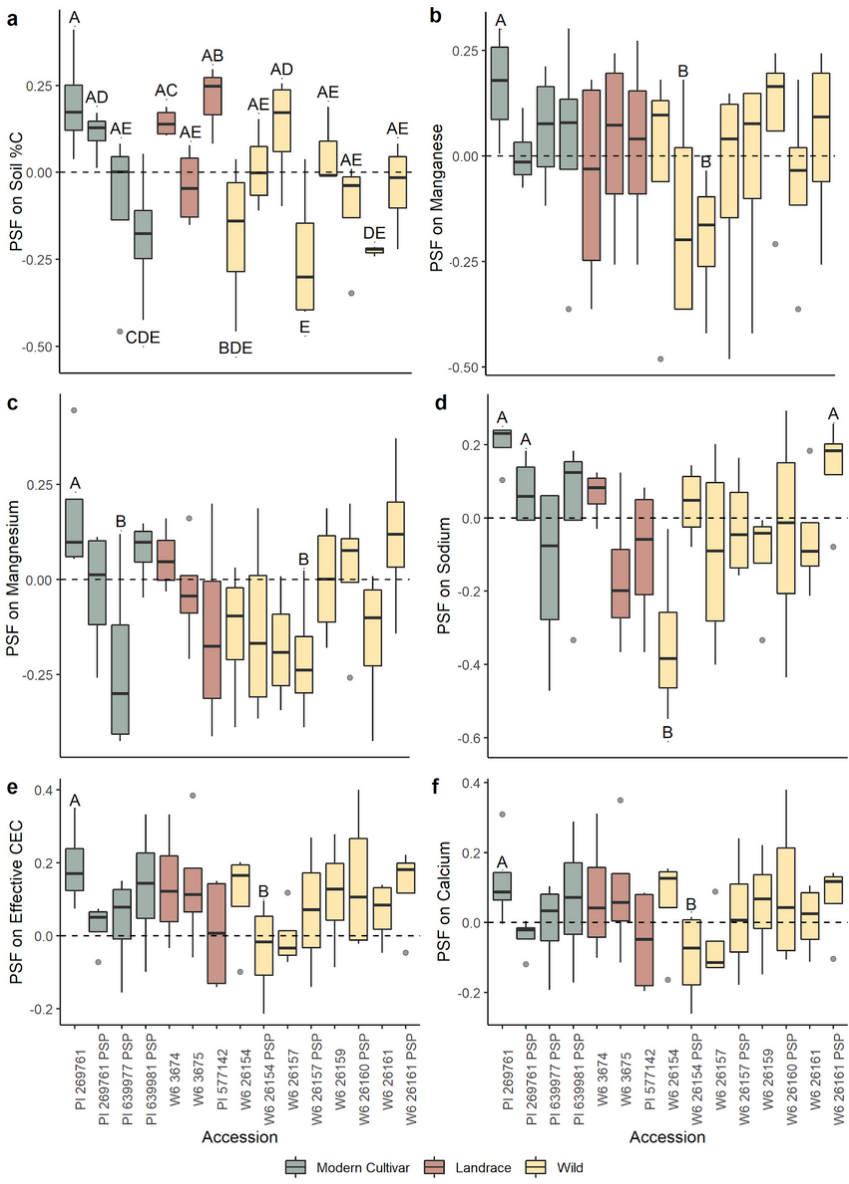 a
A
AD
AE
CDE
AC
AE
AB
BDE
AE
AD
E
AE
AE
DE
AE
0.25
0.00
-0.25
-0.50
PSF on Soil %C
b
A
B
B
0.25
0.00
-0.25
-0.50
PSF on Manganese
c
A
B
B
0.25
0.00
-0.25
PSF on Mangnesium
d
A
A
B
A
0.2
0.0
-0.2
-0.4
-0.6
PSF on Sodium
e
A
B
0.4
0.2
0.0
-0.2
PSF on Effective CEC
PI 269761
PI 269761 PSP
PI 639977 PSP
PI 639981 PSP
W6 3674
W6 3675
PI 577142
W6 26154
W6 26154 PSP
W6 26157
W6 26157 PSP
W6 26159
W6 26160 PSP
W6 26161
W6 26161 PSP
Accession
f
A
B
0.4
0.2
0.0
-0.2
PSF on Calcium
PI 269761
PI 269761 PSP
PI 639977 PSP
PI 639981 PSP
W6 3674
W6 3675
PI 577142
W6 26154
W6 26154 PSP
W6 26157
W6 26157 PSP
W6 26159
W6 26160 PSP
W6 26161
W6 26161 PSP
Accession
Modern Cultivar Landrace Wild